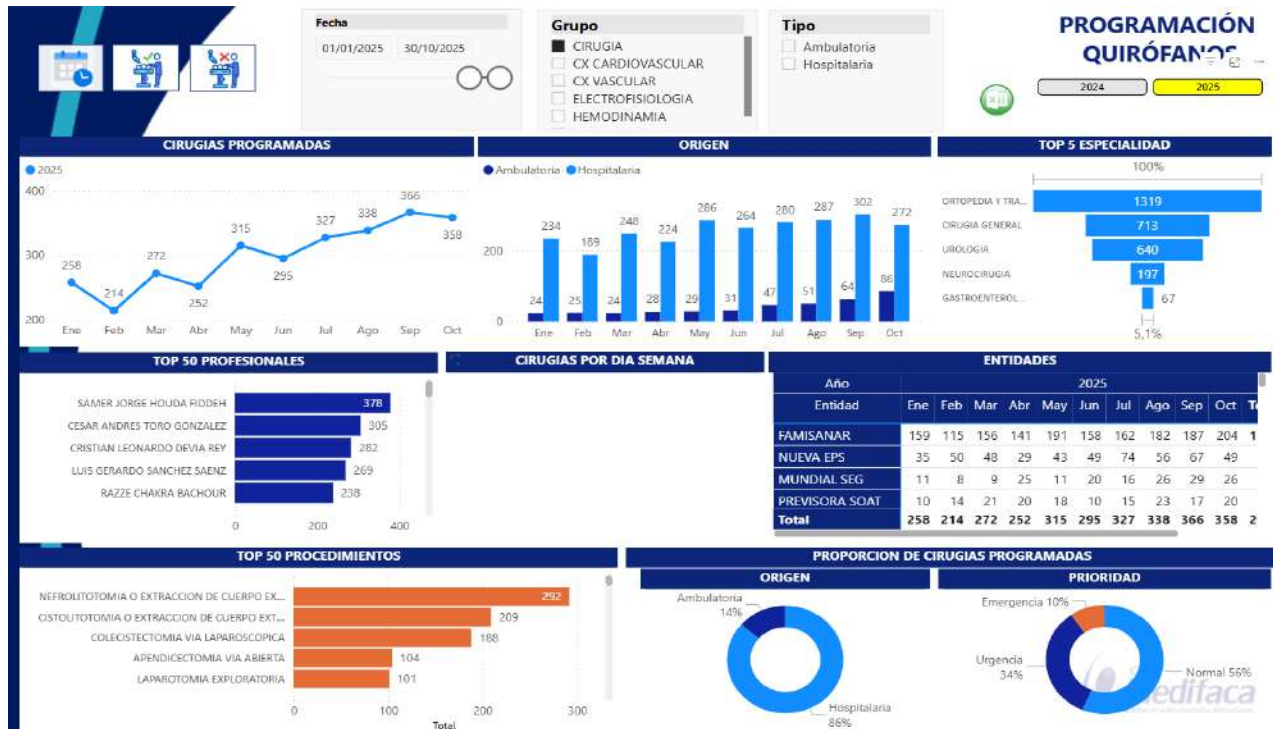 Fecha
01/01/2025 30/10/2025
Grupo
CIRUGIA
CX CARDIOVASCULAR
CX VASCULAR
ELECTROFISIOLOGIA
HEMODINAMIA
Tipo
Ambulatoria
Hospitalaria
PROGRAMACIÓN
QUIRÓFANOS
2024 2025
CIRUGIAS PROGRAMADAS
2025
400
300
200
258 214 272 252 315 295 327 338 366 358
Ene Feb Mar Abr May Jun Jul Ago Sep Oct
ORIGEN
Ambulatoria Hospitalaria
200
0
234 189 248 224 286 264 280 287 302 272
24 25 24 28 29 31 47 51 64 86
Ene Feb Mar Abr May Jun Jul Ago Sep Oct
TOP 5 ESPECIALIDAD
100%
ORTOPEDIA Y TRA... 1319
CIRUGIA GENERAL 713
UROLOGIA 640
NEUROCIRUGIA 197
GASTROENTEROL... 67
5,1%
TOP 50 PROFESIONALES
SAMER JORGE HOUDA FIDDEH 378
CESAR ANDRES TORO GONZALEZ 305
CRISTIAN LEONARDO DEVIA REY 282
LUIS GERARDO SANCHEZ SAENZ 269
RAZZE CHAKRA BACHOUR 238
0 200 400
CIRUGIAS POR DIA SEMANA
ENTIDADES
Año 2025
Entidad Ene Feb Mar Abr May Jun Jul Ago Sep Oct
FAMISANAR 159 115 156 141 191 158 162 182 187 204 1
NUEVA EPS 35 50 48 29 43 49 74 56 67 49
MUNDIAL SEG 11 8 9 25 11 20 16 26 29 26
PREVISORA SOAT 10 14 21 20 18 10 15 23 17 20
Total 258 214 272 252 315 295 327 338 366 358 2
TOP 50 PROCEDIMIENTOS
NEFROLITOTOMIA O EXTRACCION DE CUERPO EX... 292
CISTOLITOTOMIA O EXTRACCION DE CUERPO EXT... 209
COLECISTECTOMIA VIA LAPAROSCOPICA 188
APENDICECTOMIA VIA ABIERTA 104
LAPAROTOMIA EXPLORATORIA 101
0 100 200 300
Total
PROPORCION DE CIRUGIAS PROGRAMADAS
ORIGEN
Ambulatoria
14%
Hospitalaria
86%
PRIORIDAD
Emergencia 10%
Urgencia
34%
Normal 56%
edifaca